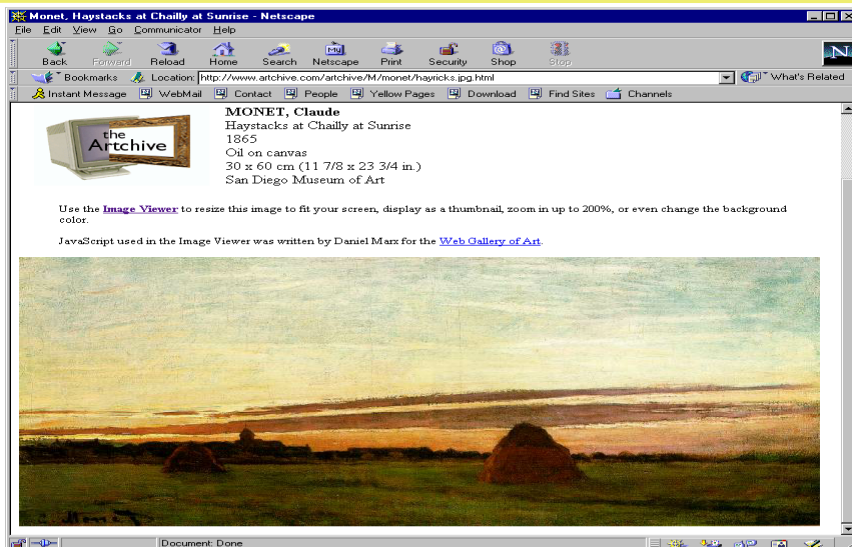 Monet, Haystacks at Chailly at Sunrise - Netscape
File Edit View Go Communicator Help
Back Forward Reload Home Search Netscape Print Security Shop Stop
My
N
Bookmarks Location: http://www.artchive.com/archive/M/monet/hayricks.jpg.html What's Related
Instant Message WebMail Contact People Yellow Pages Download Find Sites Channels
the
Artchive
MONET, Claude
Haystacks at Chailly at Sunrise
1865
Oil on canvas
30 x 60 cm (11 7/8 x 23 3/4 in.)
San Diego Museum of Art
Use the Image Viewer to resize this image to fit your screen, display as a thumbnail, zoom in up to 200%, or even change the background
color.
JavaScript used in the Image Viewer was written by Daniel Marx for the Web Gallery of Art.
Monet
Document: Done